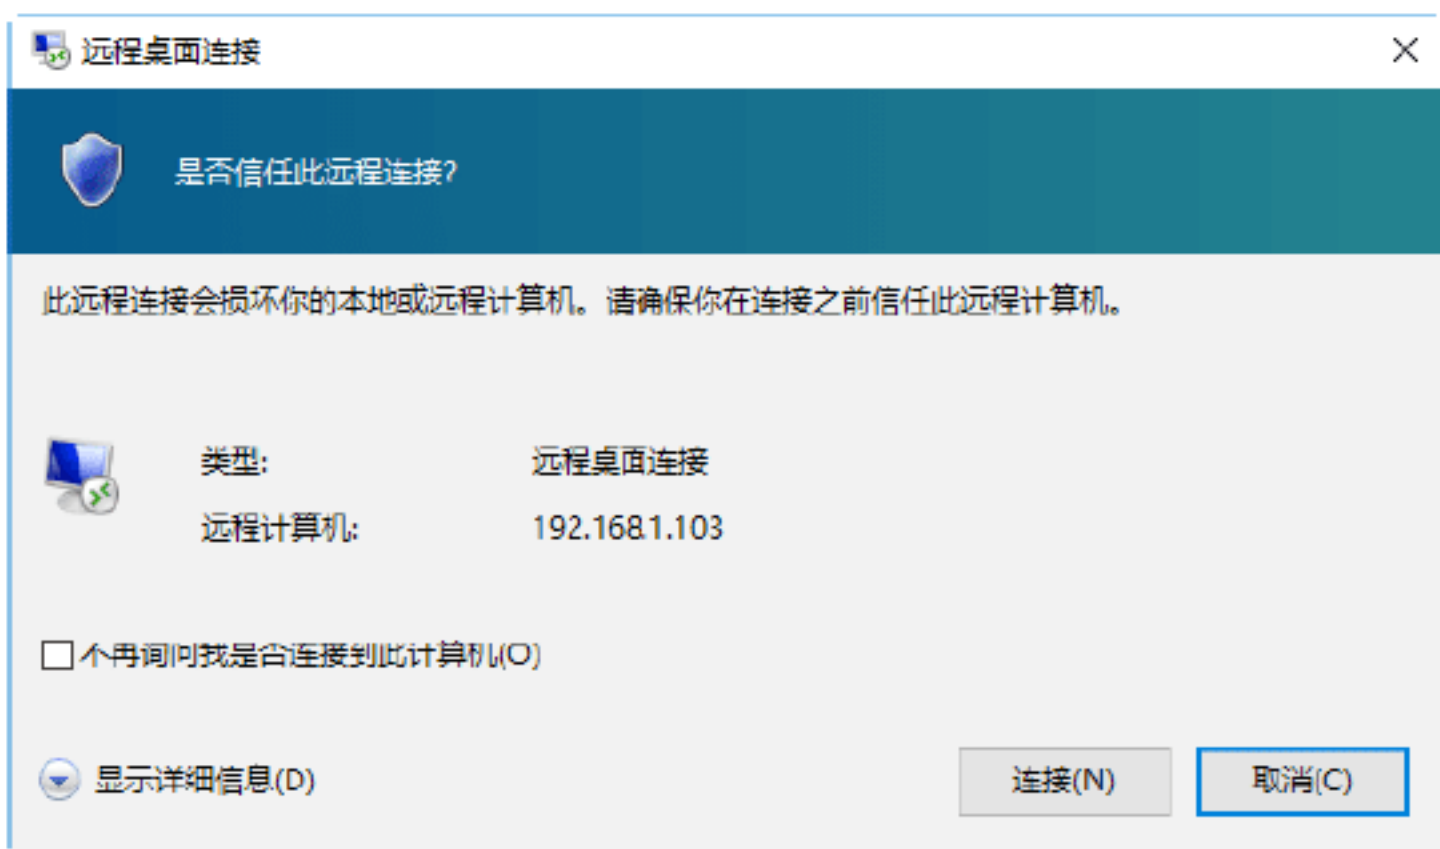 远程桌面连接
是否信任此远程连接?
此远程连接会损坏你的本地或远程计算机。请确保你在连接之前信任此远程计算机。
类型: 远程桌面连接
远程计算机: 192.168.1.103
不再询问我是否连接到此计算机(O)
显示详细信息(D) 连接(N) 取消(C)